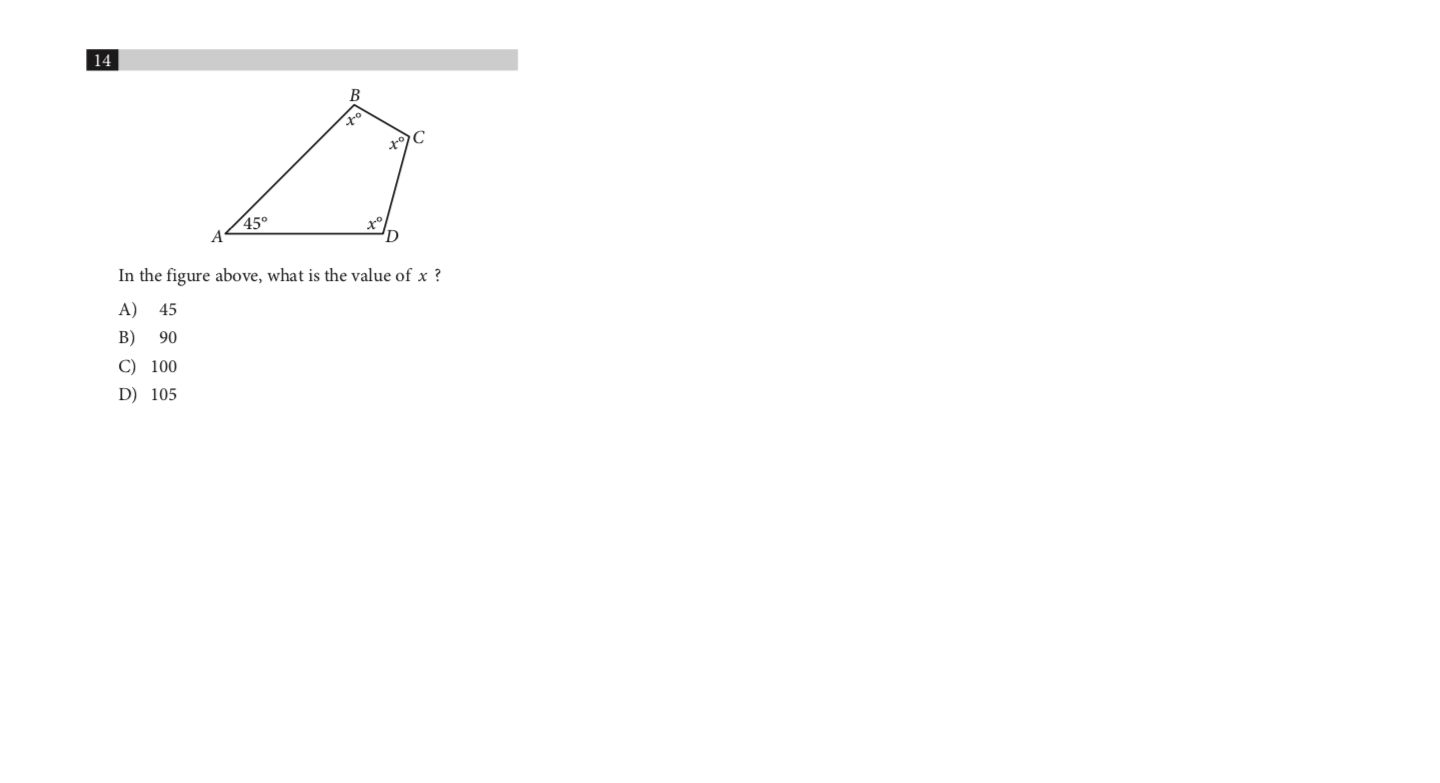 14
B
x°
x° C
45° x°
A D
In the figure above, what is the value of x ?
A) 45
B) 90
C) 100
D) 105